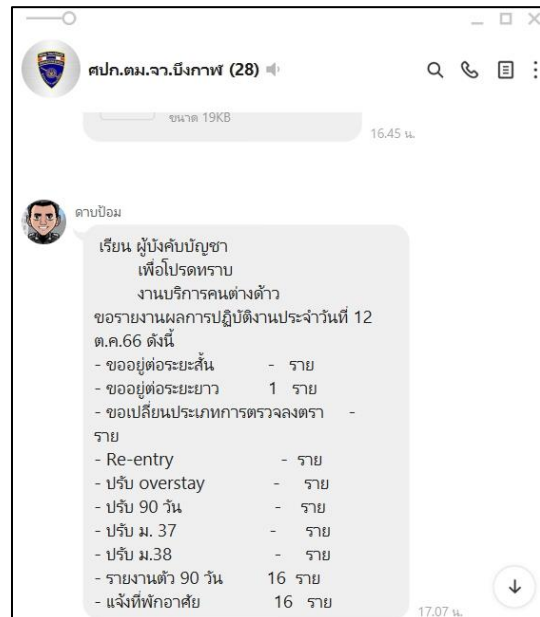 ศปก.ตม.จว.บึงกาฬ (28)
ขนาด 19KB
16.45 น.
ดาบป้อม
เรียน ผู้บังคับบัญชา
เพื่อโปรดทราบ
งานบริการคนต่างด้าว
ขอรายงานผลการปฏิบัติงานประจำวันที่ 12
ต.ค.66 ดังนี้
- ขออยู่ต่อระยะสั้น - ราย
- ขออยู่ต่อระยะยาว 1 ราย
- ขอเปลี่ยนประเภทการตรวจลงตรา -
ราย
- Re-entry - ราย
- ปรับ overstay - ราย
- ปรับ 90 วัน - ราย
- ปรับ ม. 37 - ราย
- ปรับ ม.38 - ราย
- รายงานตัว 90 วัน 16 ราย
- แจ้งที่พักอาศัย 16 ราย
17.07 น.